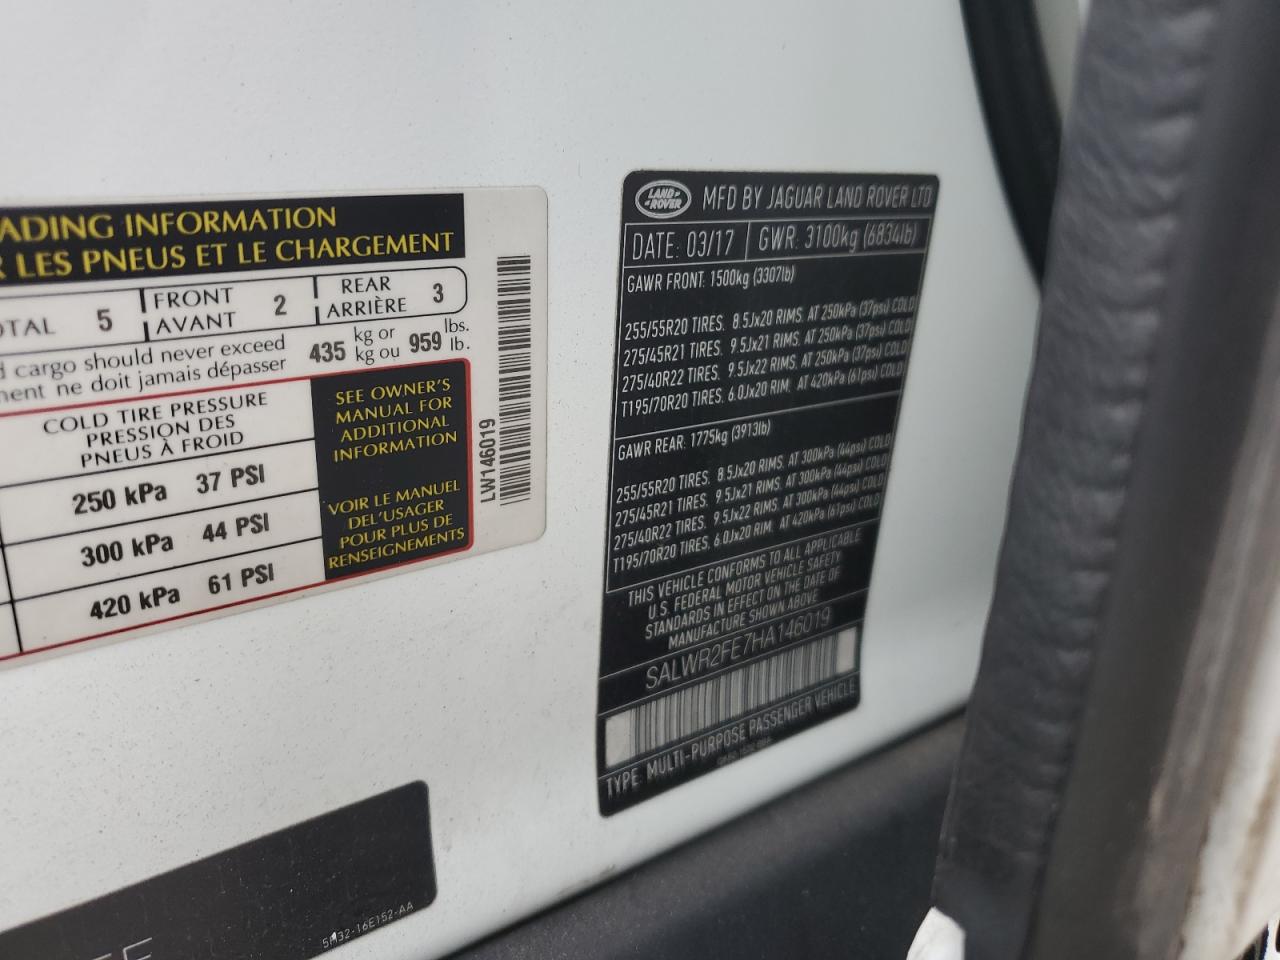 ADING INFORMATION
R LES PNEUS ET LE CHARGEMENT
OTAL 5 FRONT AVANT 2 REAR ARRIÈRE 3
d cargo should never exceed 435 kg or 959 lbs.
ment ne doit jamais dépasser kg ou lb.
COLD TIRE PRESSURE
PRESSION DES
PNEUS À FROID
250 kPa 37 PSI
300 kPa 44 PSI
420 kPa 61 PSI
SEE OWNER'S
MANUAL FOR
ADDITIONAL
INFORMATION
VOIR LE MANUEL
DEL'USAGER
POUR PLUS DE
RENSEIGNEMENTS
LW146019
LAND-
-ROVER
MFD BY JAGUAR LAND ROVER LTD
DATE: 03/17 GWR: 3100kg (6834lb)
GAWR FRONT: 1500kg (3307lb)
255/55R20 TIRES, 8.5Jx20 RIMS, AT 250kPa (37psi) COLD
275/45R21 TIRES, 9.5Jx21 RIMS, AT 250kPa (37psi) COLD
275/40R22 TIRES, 9.5Jx22 RIMS, AT 250kPa (37psi) COLD
T195/70R20 TIRES, 6.0Jx20 RIM, AT 420kPa (61psi) COLD
GAWR REAR: 1775kg (3913lb)
255/55R20 TIRES, 8.5Jx20 RIMS, AT 300kPa (44psi) COLD
275/45R21 TIRES, 9.5Jx21 RIMS, AT 300kPa (44psi) COLD
275/40R22 TIRES, 9.5Jx22 RIMS, AT 300kPa (44psi) COLD
T195/70R20 TIRES, 6.0Jx20 RIM, AT 420kPa (61psi) COLD
THIS VEHICLE CONFORMS TO ALL APPLICABLE
U.S. FEDERAL MOTOR VEHICLE SAFETY
STANDARDS IN EFFECT ON THE DATE OF
MANUFACTURE SHOWN ABOVE
SALWR2FE7HA146019
TYPE: MULTI-PURPOSE PASSENGER VEHICLE
5H32-16E152-AA